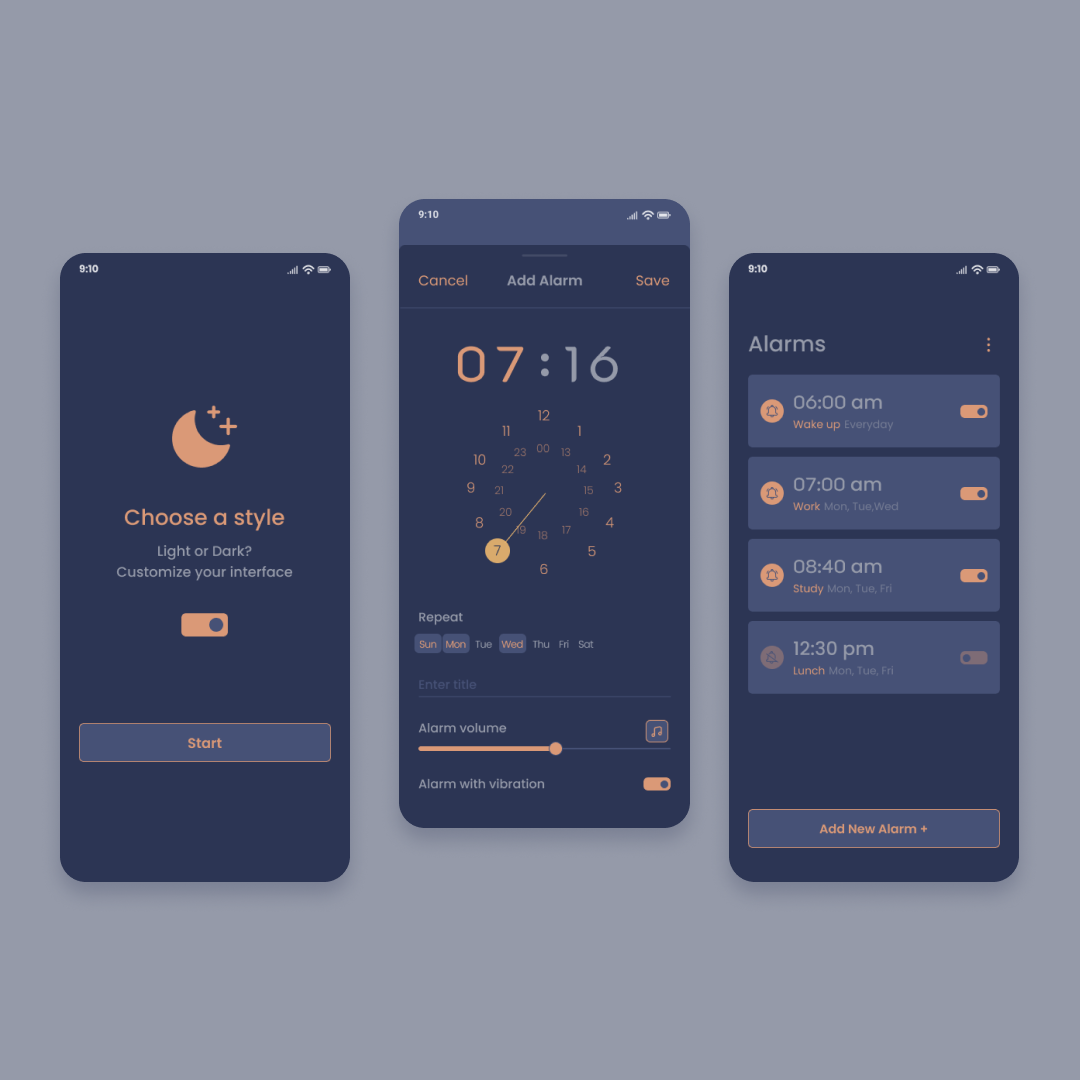 9:10
Choose a style
Light or Dark?
Customize your interface
Start
9:10
Cancel Add Alarm Save
07:16
12
11 1
23 00 13
10 2
22 14
9 21 15 3
20 16
8 4
19 18 17
7 5
6
Repeat
Sun Mon Tue Wed Thu Fri Sat
Enter title
Alarm volume
Alarm with vibration
9:10
Alarms
06:00 am
Wake up Everyday
07:00 am
Work Mon, Tue,Wed
08:40 am
Study Mon, Tue, Fri
12:30 pm
Lunch Mon, Tue, Fri
Add New Alarm +